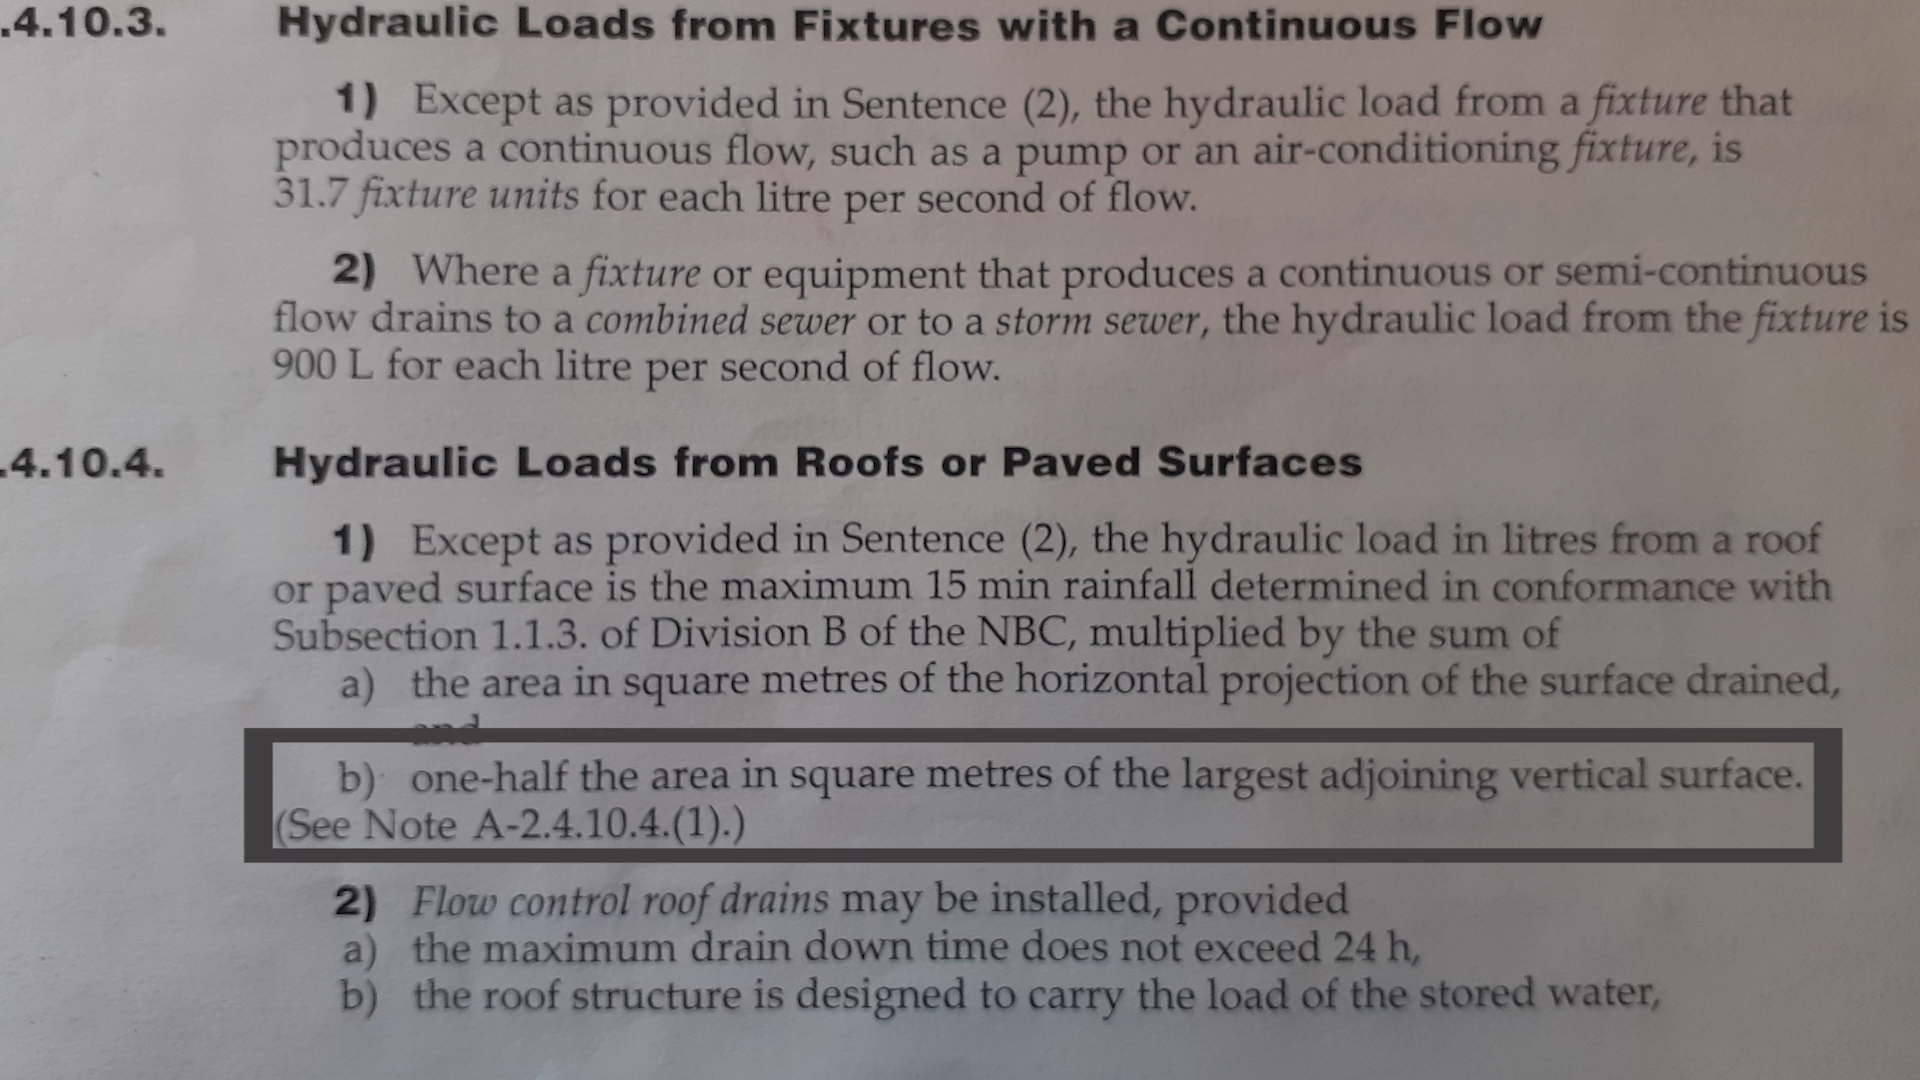 .4.10.3. Hydraulic Loads from Fixtures with a Continuous Flow
1) Except as provided in Sentence (2), the hydraulic load from a fixture that
produces a continuous flow, such as a pump or an air-conditioning fixture, is
31.7 fixture units for each litre per second of flow.
2) Where a fixture or equipment that produces a continuous or semi-continuous
flow drains to a combined sewer or to a storm sewer, the hydraulic load from the fixture is
900 L for each litre per second of flow.
.4.10.4. Hydraulic Loads from Roofs or Paved Surfaces
1) Except as provided in Sentence (2), the hydraulic load in litres from a roof
or paved surface is the maximum 15 min rainfall determined in conformance with
Subsection 1.1.3. of Division B of the NBC, multiplied by the sum of
a) the area in square metres of the horizontal projection of the surface drained,
and
b) one-half the area in square metres of the largest adjoining vertical surface.
(See Note A-2.4.10.4.(1).)
2) Flow control roof drains may be installed, provided
a) the maximum drain down time does not exceed 24 h,
b) the roof structure is designed to carry the load of the stored water,